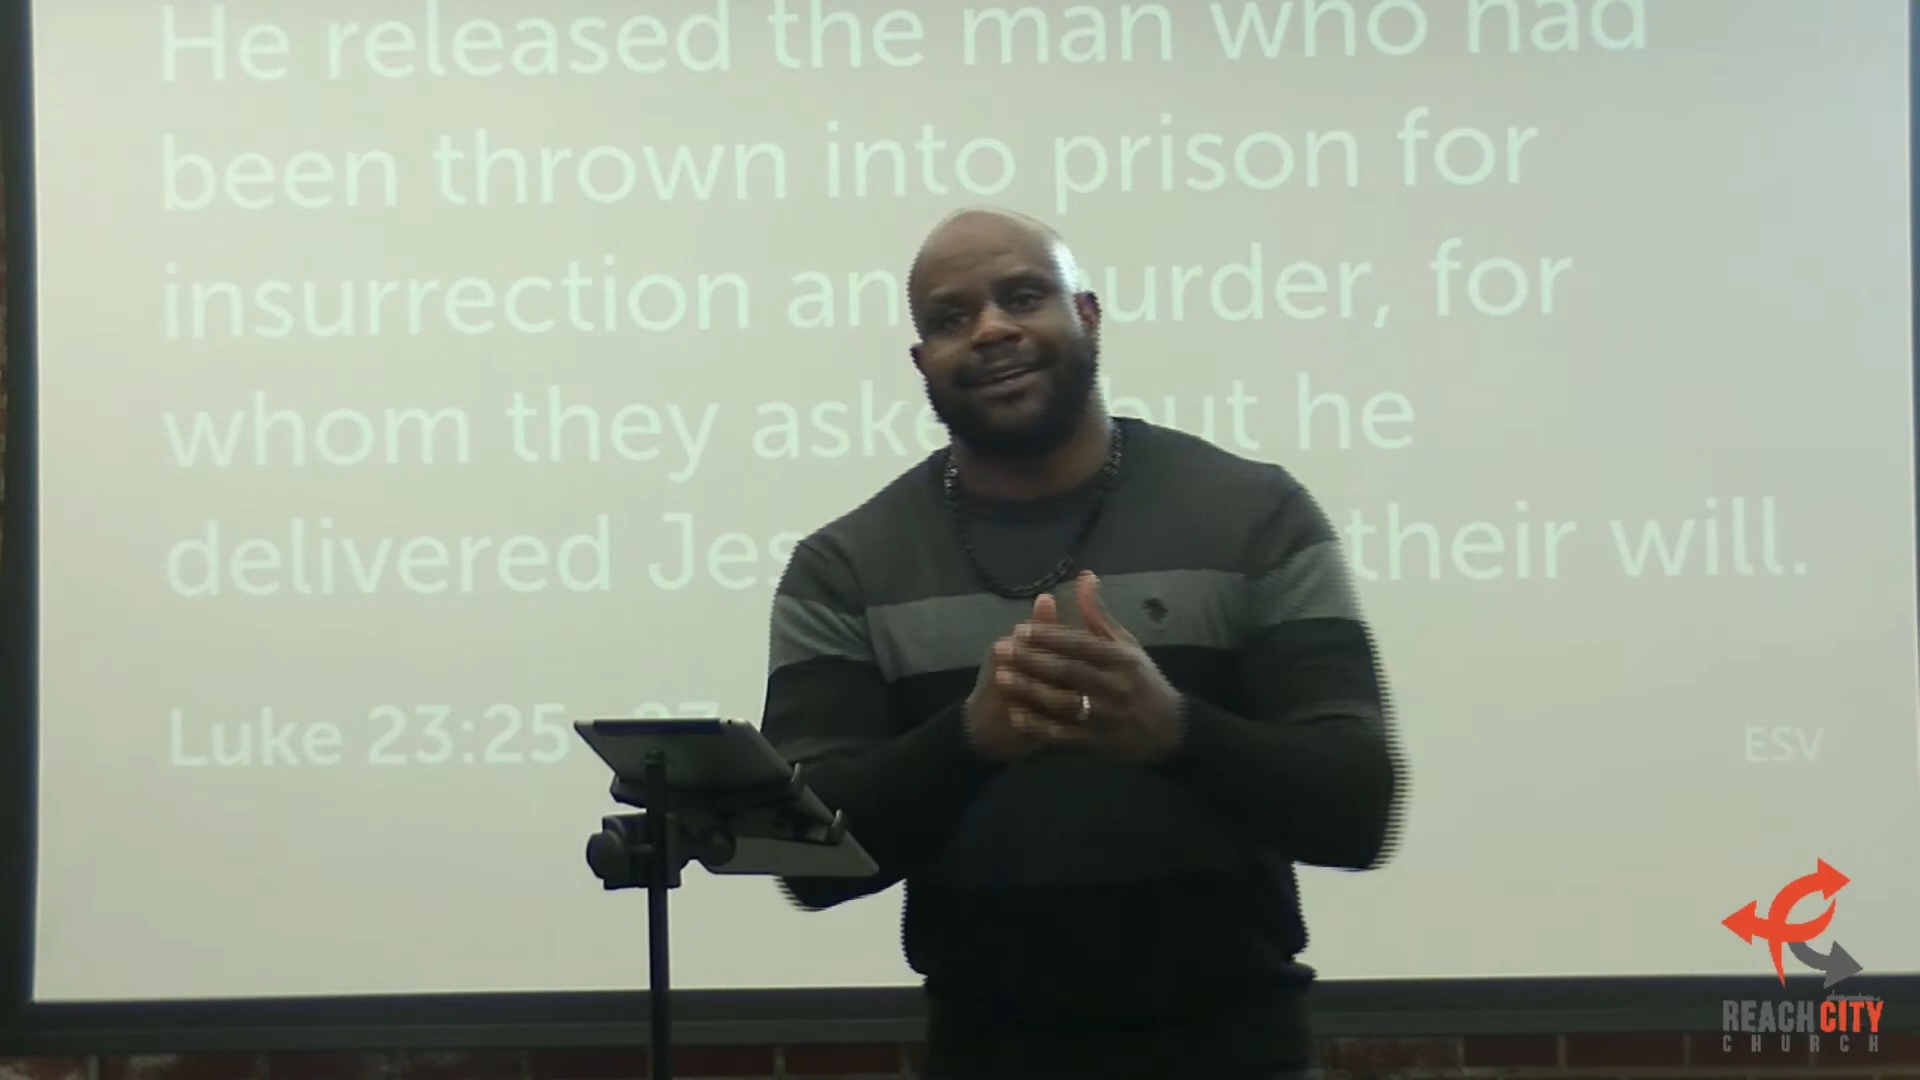 He released the man who had
been thrown into prison for
insurrection an urder, for
whom they aske but he
delivered Jes their will.
Luke 23:25
ESV
REACH CITY
CHURCH